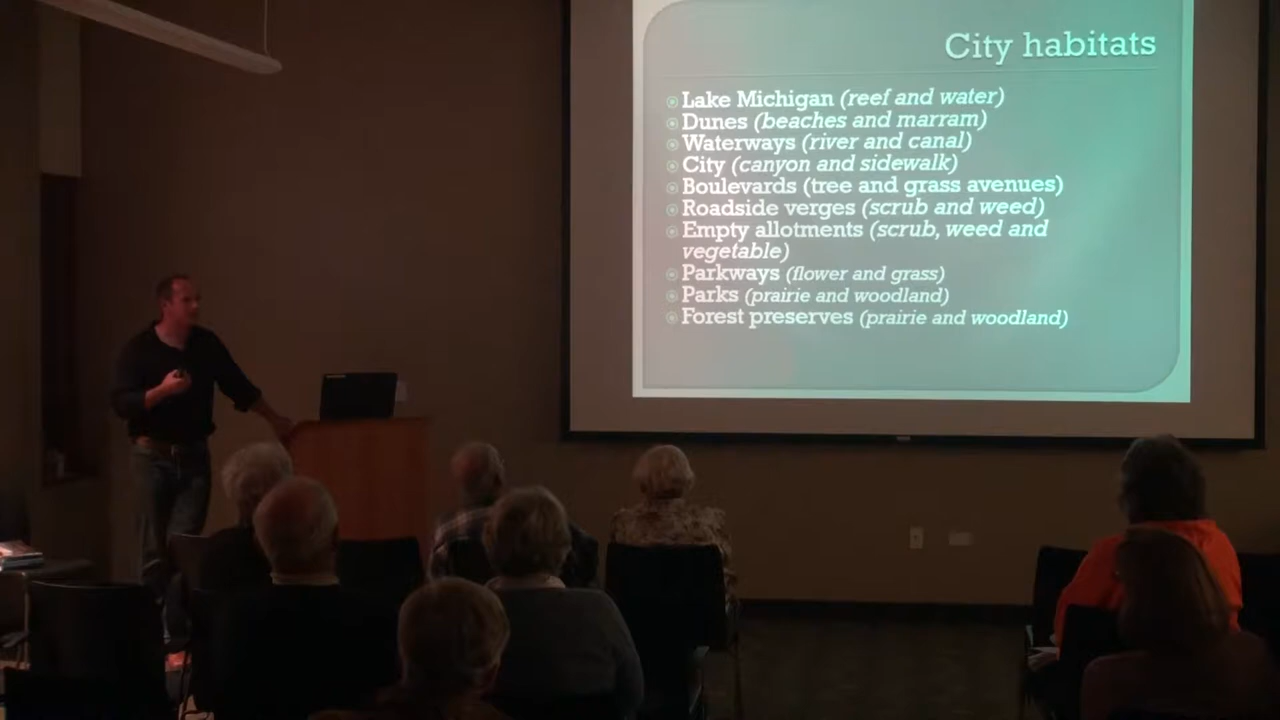 City habitats
Lake Michigan (reef and water)
Dunes (beaches and marram)
Waterways (river and canal)
City (canyon and sidewalk)
Boulevards (tree and grass avenues)
Roadside verges (scrub and weed)
Empty allotments (scrub, weed and
vegetable)
Parkways (flower and grass)
Parks (prairie and woodland)
Forest preserves (prairie and woodland)